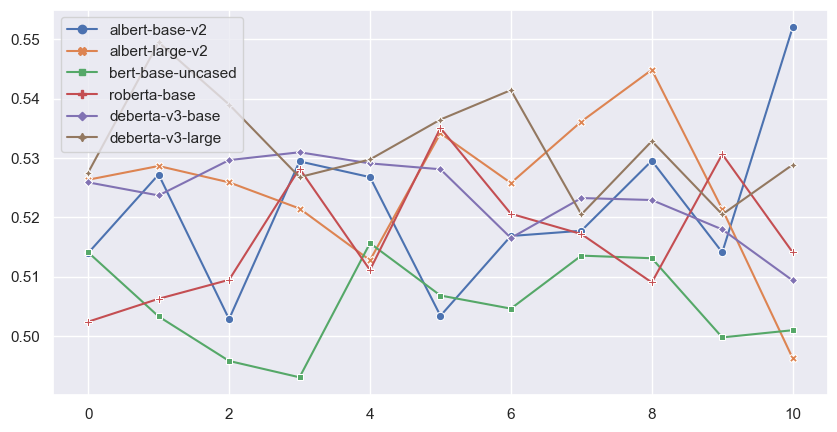 albert-base-v2
albert-large-v2
bert-base-uncased
roberta-base
deberta-v3-base
deberta-v3-large
0.55
0.54
0.53
0.52
0.51
0.50
0 2 4 6 8 10